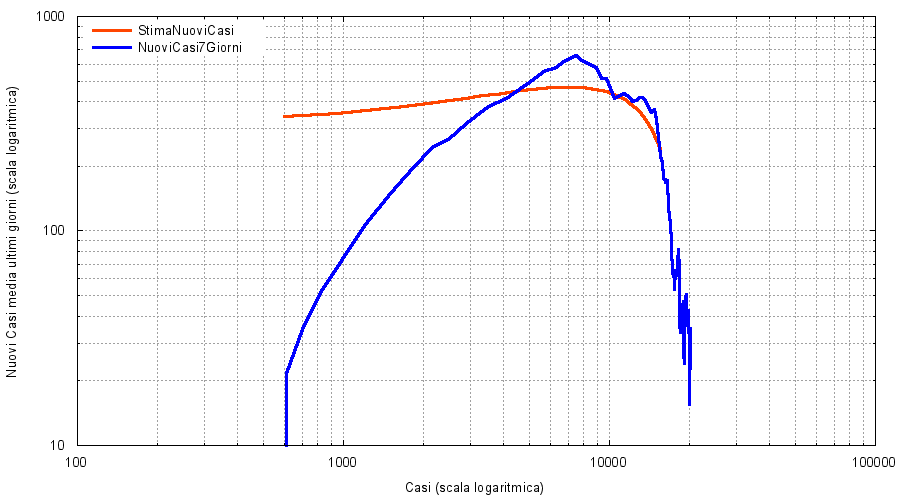 1000
StimaNuoviCasi
NuoviCasi7Giorni
Nuovi Casi media ultimi giorni (scala logaritmica)
100
10
100
1000
10000
100000
Casi (scala logaritmica)